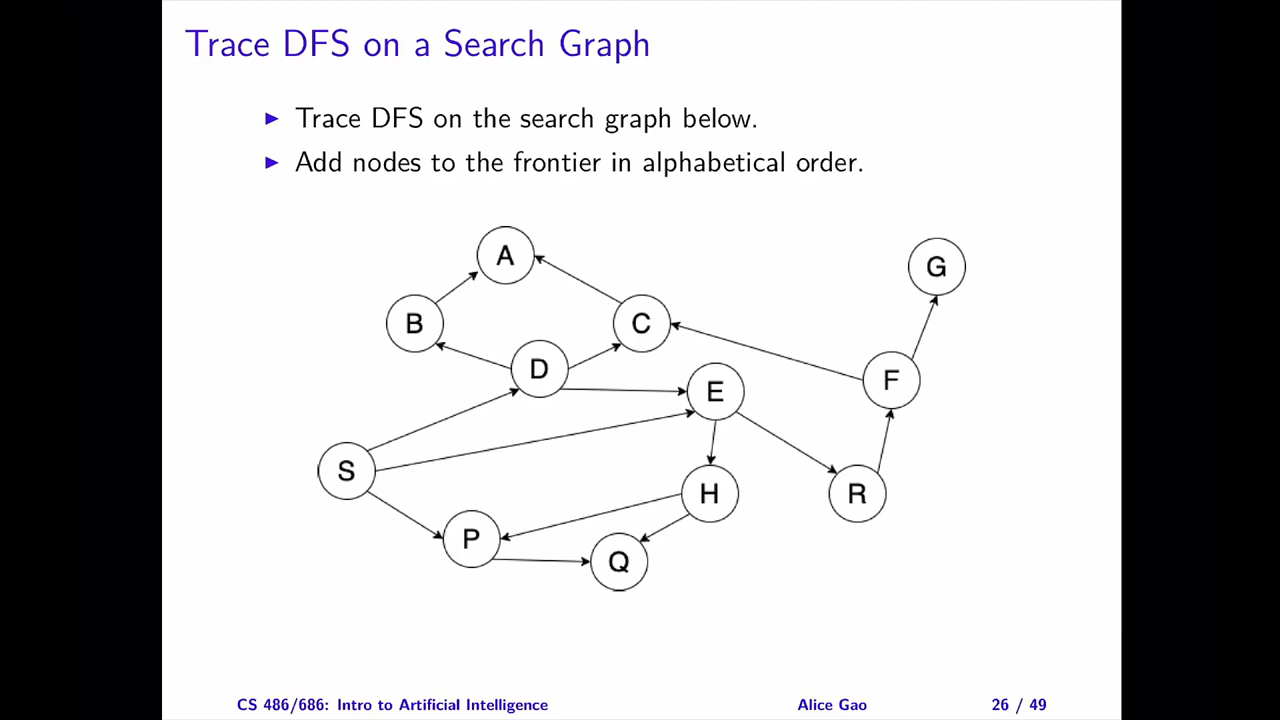 Trace DFS on a Search Graph
▶ Trace DFS on the search graph below.
▶ Add nodes to the frontier in alphabetical order.
A
G
B
C
D
F
E
S
H
R
P
Q
CS 486/686: Intro to Artificial Intelligence
Alice Gao
26 / 49